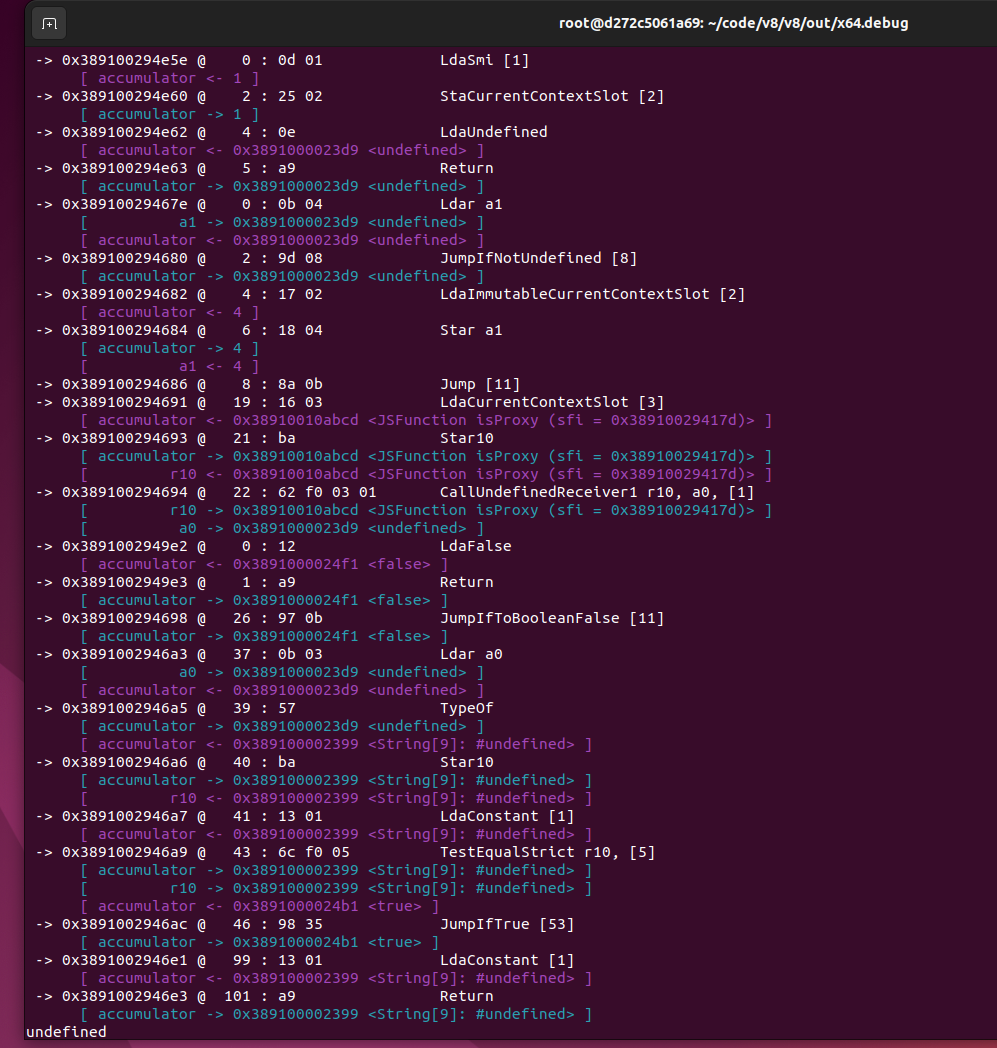 root@d272c5061a69: ~/code/v8/v8/out/x64.debug
-> 0x389100294e5e @    0 : 0d 01             LdaSmi [1]
      [ accumulator <- 1 ]
-> 0x389100294e60 @    2 : 25 02             StaCurrentContextSlot [2]
      [ accumulator -> 1 ]
-> 0x389100294e62 @    4 : 0e                LdaUndefined
      [ accumulator <- 0x3891000023d9 <undefined> ]
-> 0x389100294e63 @    5 : a9                Return
      [ accumulator -> 0x3891000023d9 <undefined> ]
-> 0x38910029467e @    0 : 0b 04             Ldar a1
      [          a1 -> 0x3891000023d9 <undefined> ]
      [ accumulator <- 0x3891000023d9 <undefined> ]
-> 0x389100294680 @    2 : 9d 08             JumpIfNotUndefined [8]
      [ accumulator -> 0x3891000023d9 <undefined> ]
-> 0x389100294682 @    4 : 17 02             LdaImmutableCurrentContextSlot [2]
      [ accumulator <- 4 ]
-> 0x389100294684 @    6 : 18 04             Star a1
      [ accumulator -> 4 ]
      [          a1 <- 4 ]
-> 0x389100294686 @    8 : 8a 0b             Jump [11]
-> 0x389100294691 @   19 : 16 03             LdaCurrentContextSlot [3]
      [ accumulator <- 0x38910010abcd <JSFunction isProxy (sfi = 0x38910029417d)> ]
-> 0x389100294693 @   21 : ba                Star10
      [ accumulator -> 0x38910010abcd <JSFunction isProxy (sfi = 0x38910029417d)> ]
      [         r10 <- 0x38910010abcd <JSFunction isProxy (sfi = 0x38910029417d)> ]
-> 0x389100294694 @   22 : 62 f0 03 01       CallUndefinedReceiver1 r10, a0, [1]
      [         r10 -> 0x38910010abcd <JSFunction isProxy (sfi = 0x38910029417d)> ]
      [          a0 -> 0x3891000023d9 <undefined> ]
-> 0x3891002949e2 @    0 : 12                LdaFalse
      [ accumulator <- 0x3891000024f1 <false> ]
-> 0x3891002949e3 @    1 : a9                Return
      [ accumulator -> 0x3891000024f1 <false> ]
-> 0x389100294698 @   26 : 97 0b             JumpIfToBooleanFalse [11]
      [ accumulator -> 0x3891000024f1 <false> ]
-> 0x3891002946a3 @   37 : 0b 03             Ldar a0
      [          a0 -> 0x3891000023d9 <undefined> ]
      [ accumulator <- 0x3891000023d9 <undefined> ]
-> 0x3891002946a5 @   39 : 57                TypeOf
      [ accumulator -> 0x3891000023d9 <undefined> ]
      [ accumulator <- 0x389100002399 <String[9]: #undefined> ]
-> 0x3891002946a6 @   40 : ba                Star10
      [ accumulator -> 0x389100002399 <String[9]: #undefined> ]
      [         r10 <- 0x389100002399 <String[9]: #undefined> ]
-> 0x3891002946a7 @   41 : 13 01             LdaConstant [1]
      [ accumulator <- 0x389100002399 <String[9]: #undefined> ]
-> 0x3891002946a9 @   43 : 6c f0 05          TestEqualStrict r10, [5]
      [ accumulator -> 0x389100002399 <String[9]: #undefined> ]
      [         r10 -> 0x389100002399 <String[9]: #undefined> ]
      [ accumulator <- 0x3891000024b1 <true> ]
-> 0x3891002946ac @   46 : 98 35             JumpIfTrue [53]
      [ accumulator -> 0x3891000024b1 <true> ]
-> 0x3891002946e1 @   99 : 13 01             LdaConstant [1]
      [ accumulator <- 0x389100002399 <String[9]: #undefined> ]
-> 0x3891002946e3 @  101 : a9                Return
      [ accumulator -> 0x389100002399 <String[9]: #undefined> ]
undefined